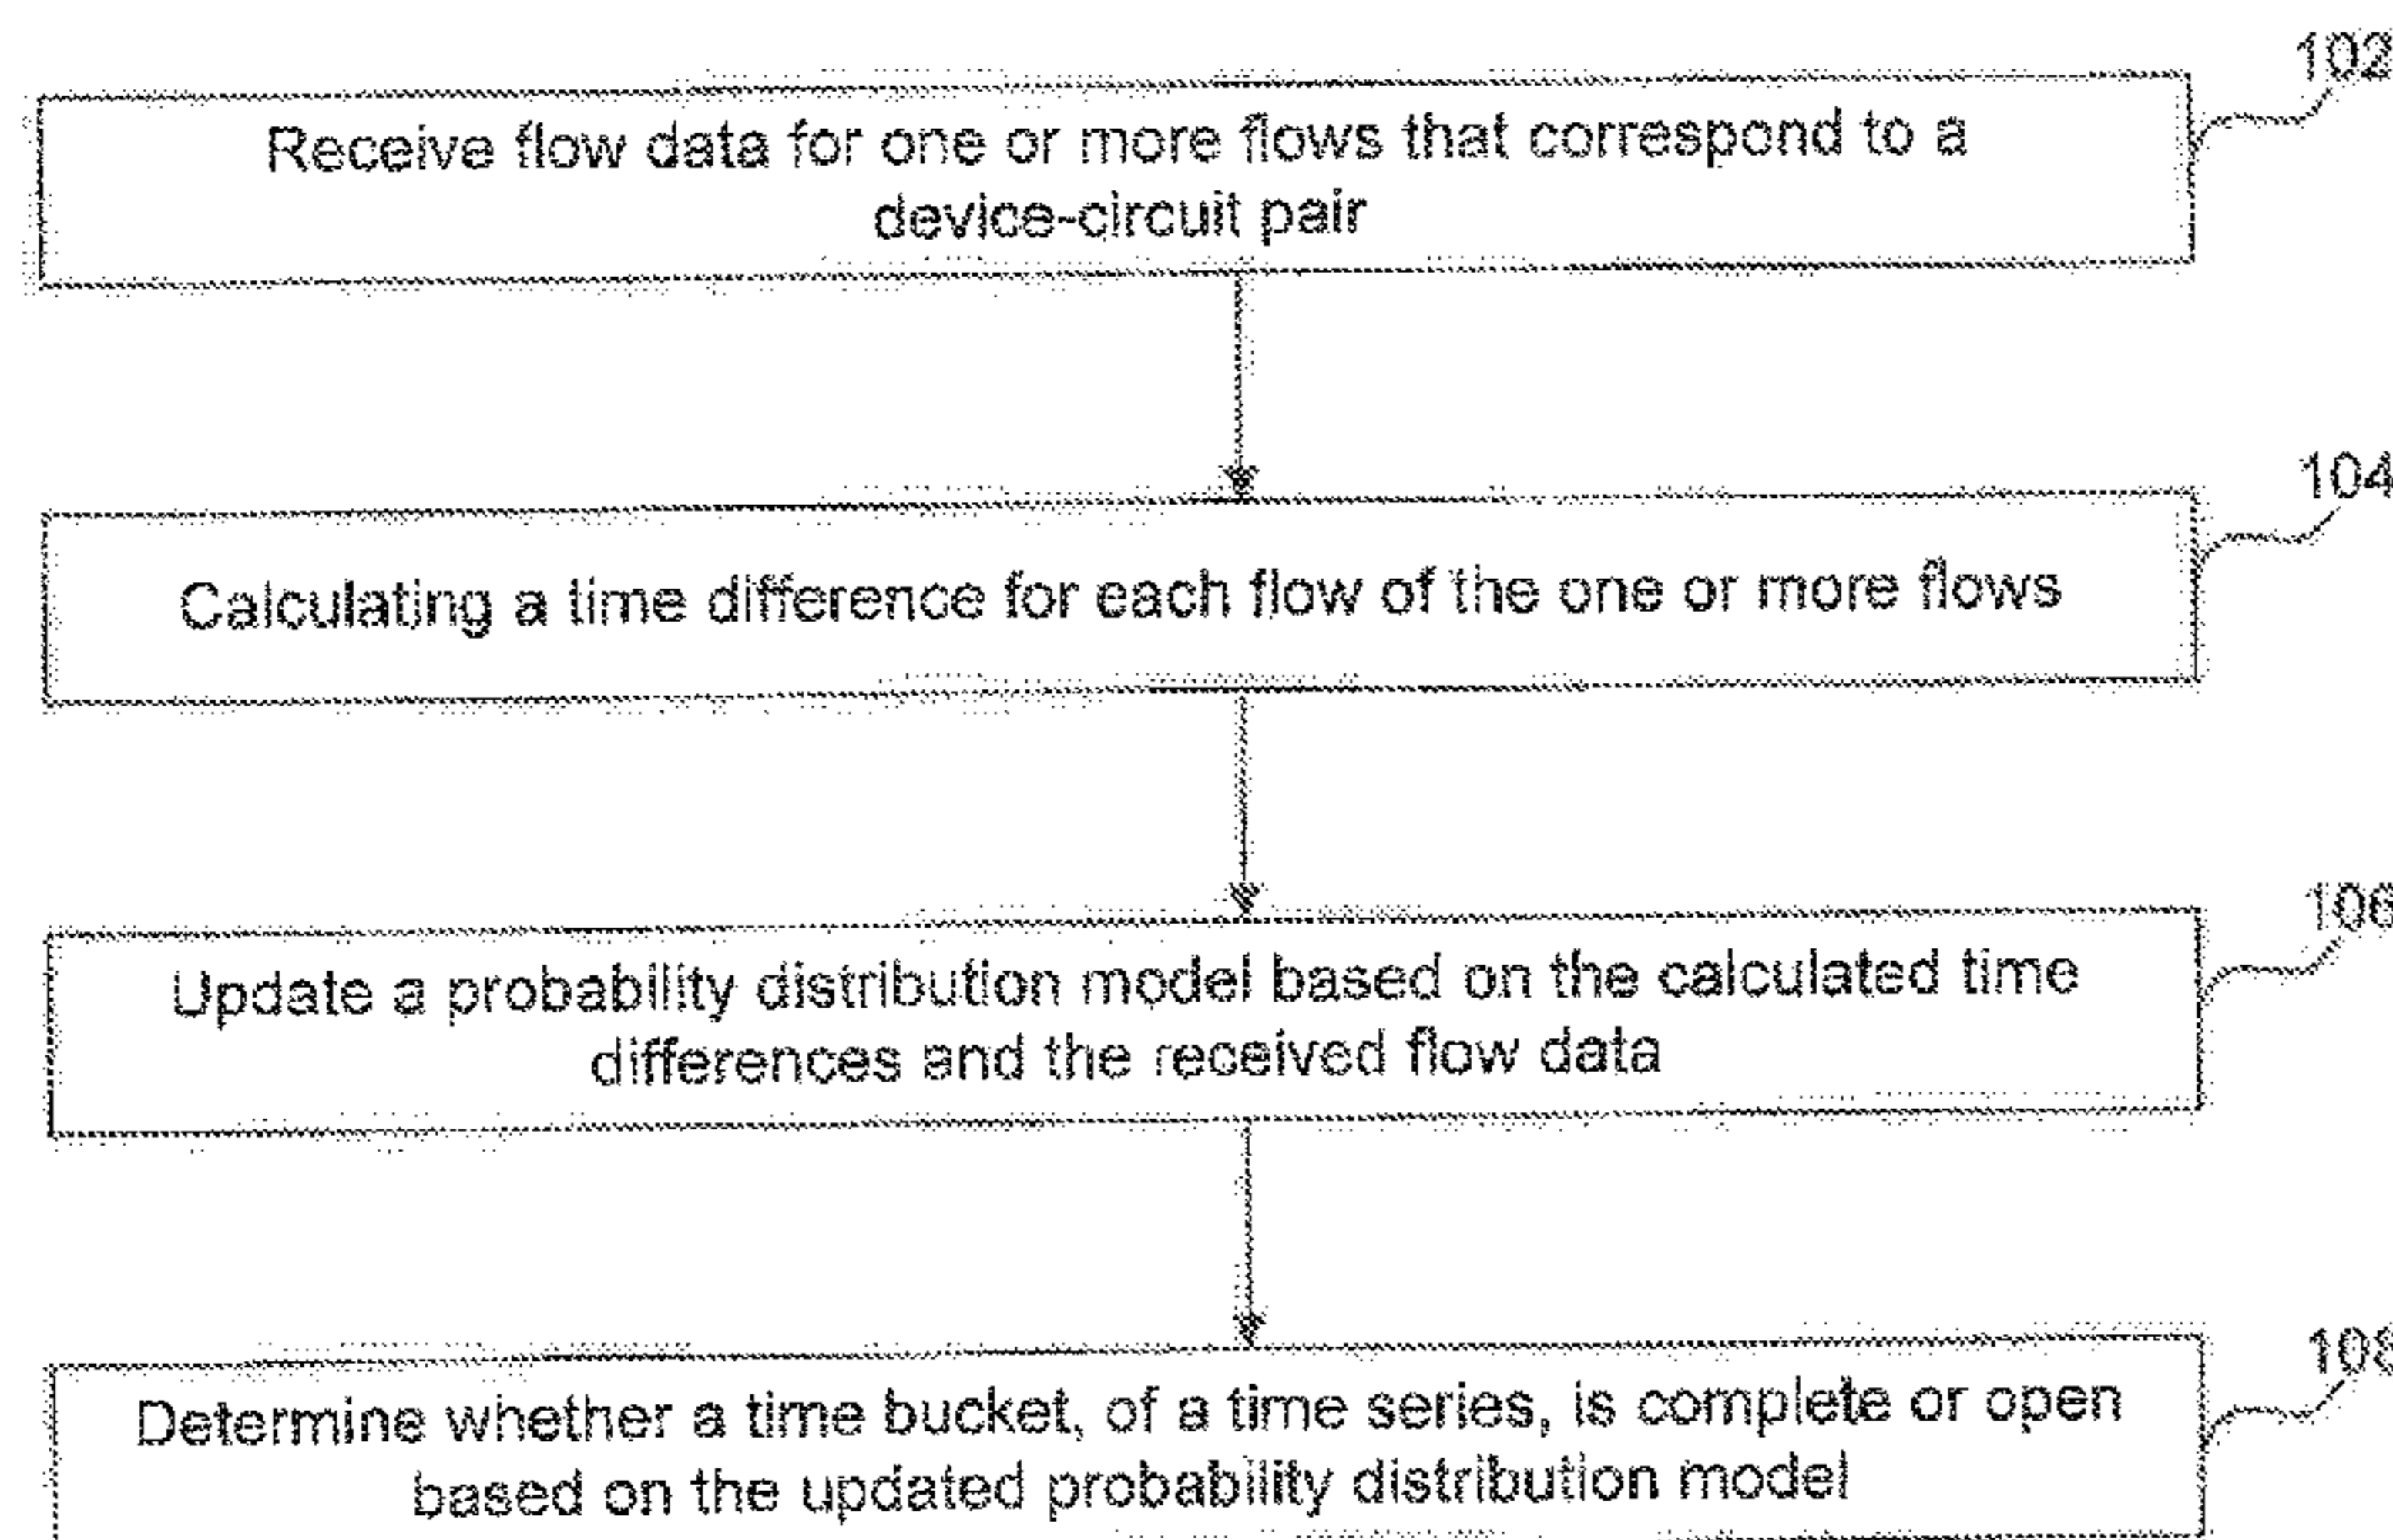 102
Receive flow data for one or more flows that correspond to a
device-circuit pair
104
Calculating a time difference for each flow of the one or more flows
106
Update a probability distribution model based on the calculated time
differences and the received flow data
108
Determine whether a time bucket, of a time series, is complete or open
based on the updated probability distribution model